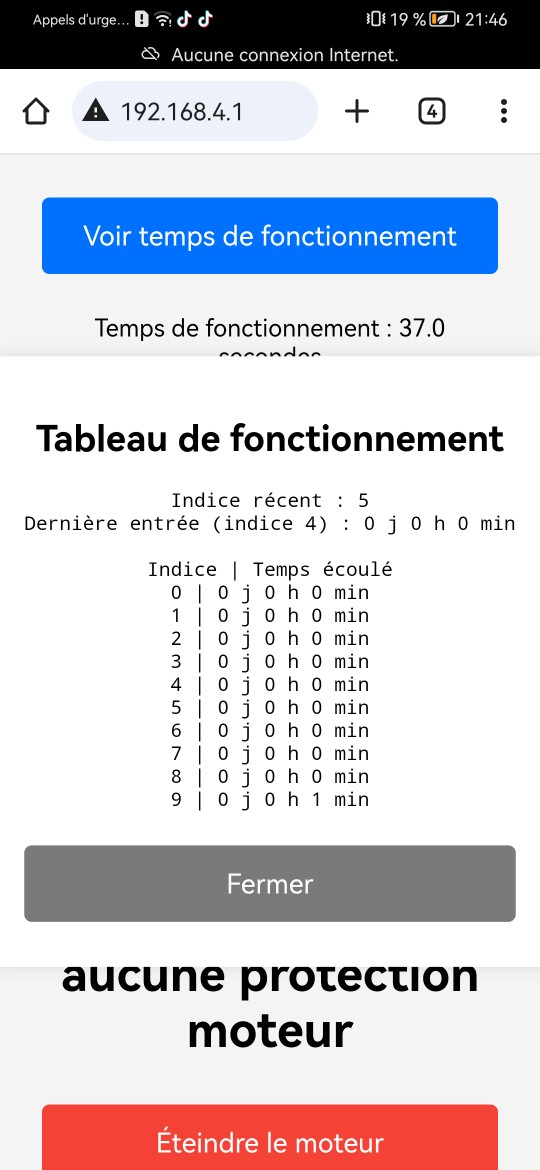 Appels d'urge… 19 % 21:46
Aucune connexion Internet.
192.168.4.1 4
Voir temps de fonctionnement
Temps de fonctionnement : 37.0
secondes
Tableau de fonctionnement
Indice récent : 5
Dernière entrée (indice 4) : 0 j 0 h 0 min
Indice | Temps écoulé
0 | 0 j 0 h 0 min
1 | 0 j 0 h 0 min
2 | 0 j 0 h 0 min
3 | 0 j 0 h 0 min
4 | 0 j 0 h 0 min
5 | 0 j 0 h 0 min
6 | 0 j 0 h 0 min
7 | 0 j 0 h 0 min
8 | 0 j 0 h 0 min
9 | 0 j 0 h 1 min
Fermer
aucune protection
moteur
Éteindre le moteur